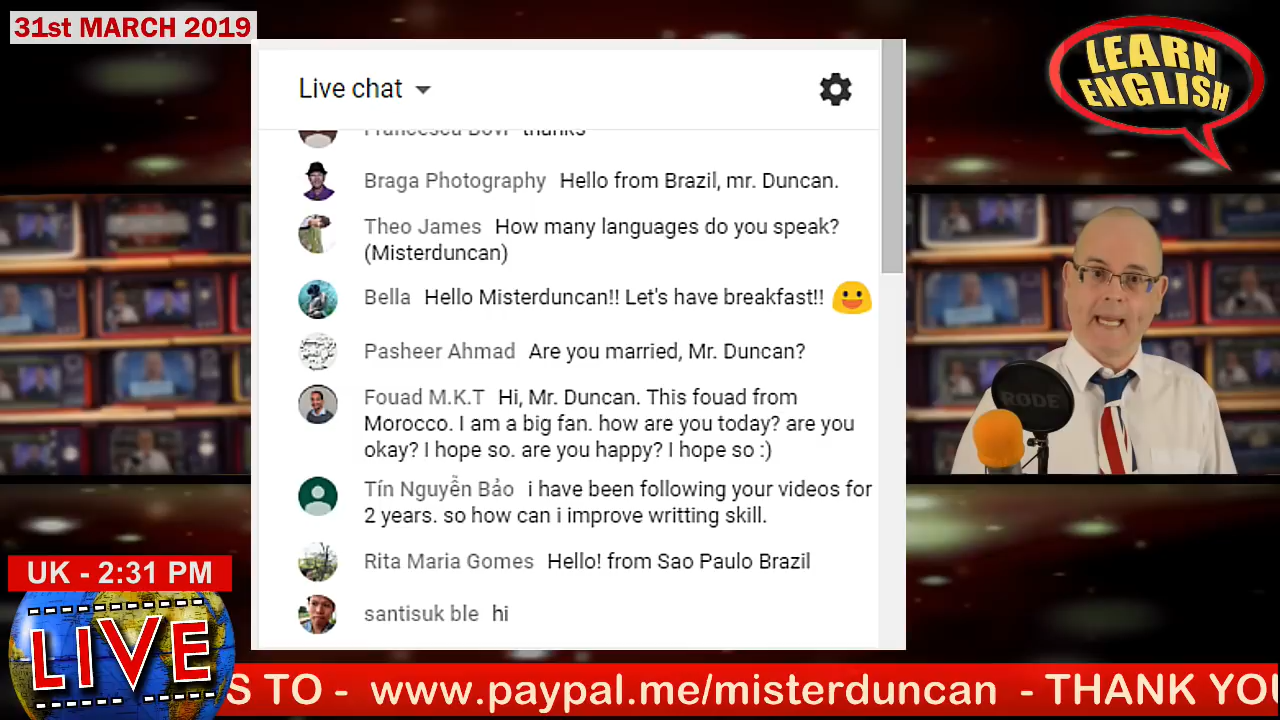 31st MARCH 2019
LEARN
ENGLISH
Live chat
Francesca Bovi thanks
Braga Photography Hello from Brazil, mr. Duncan.
Theo James How many languages do you speak?
(Misterduncan)
Bella Hello Misterduncan!! Let's have breakfast!! 😃
Pasheer Ahmad Are you married, Mr. Duncan?
Fouad M.K.T Hi, Mr. Duncan. This fouad from
Morocco. I am a big fan. how are you today? are you
okay? I hope so. are you happy? I hope so :)
Tín Nguyễn Bảo i have been following your videos for
2 years. so how can i improve writting skill.
Rita Maria Gomes Hello! from Sao Paulo Brazil
santisuk ble hi
RODE
UK - 2:31 PM
LIVE
S TO - www.paypal.me/misterduncan - THANK YOU